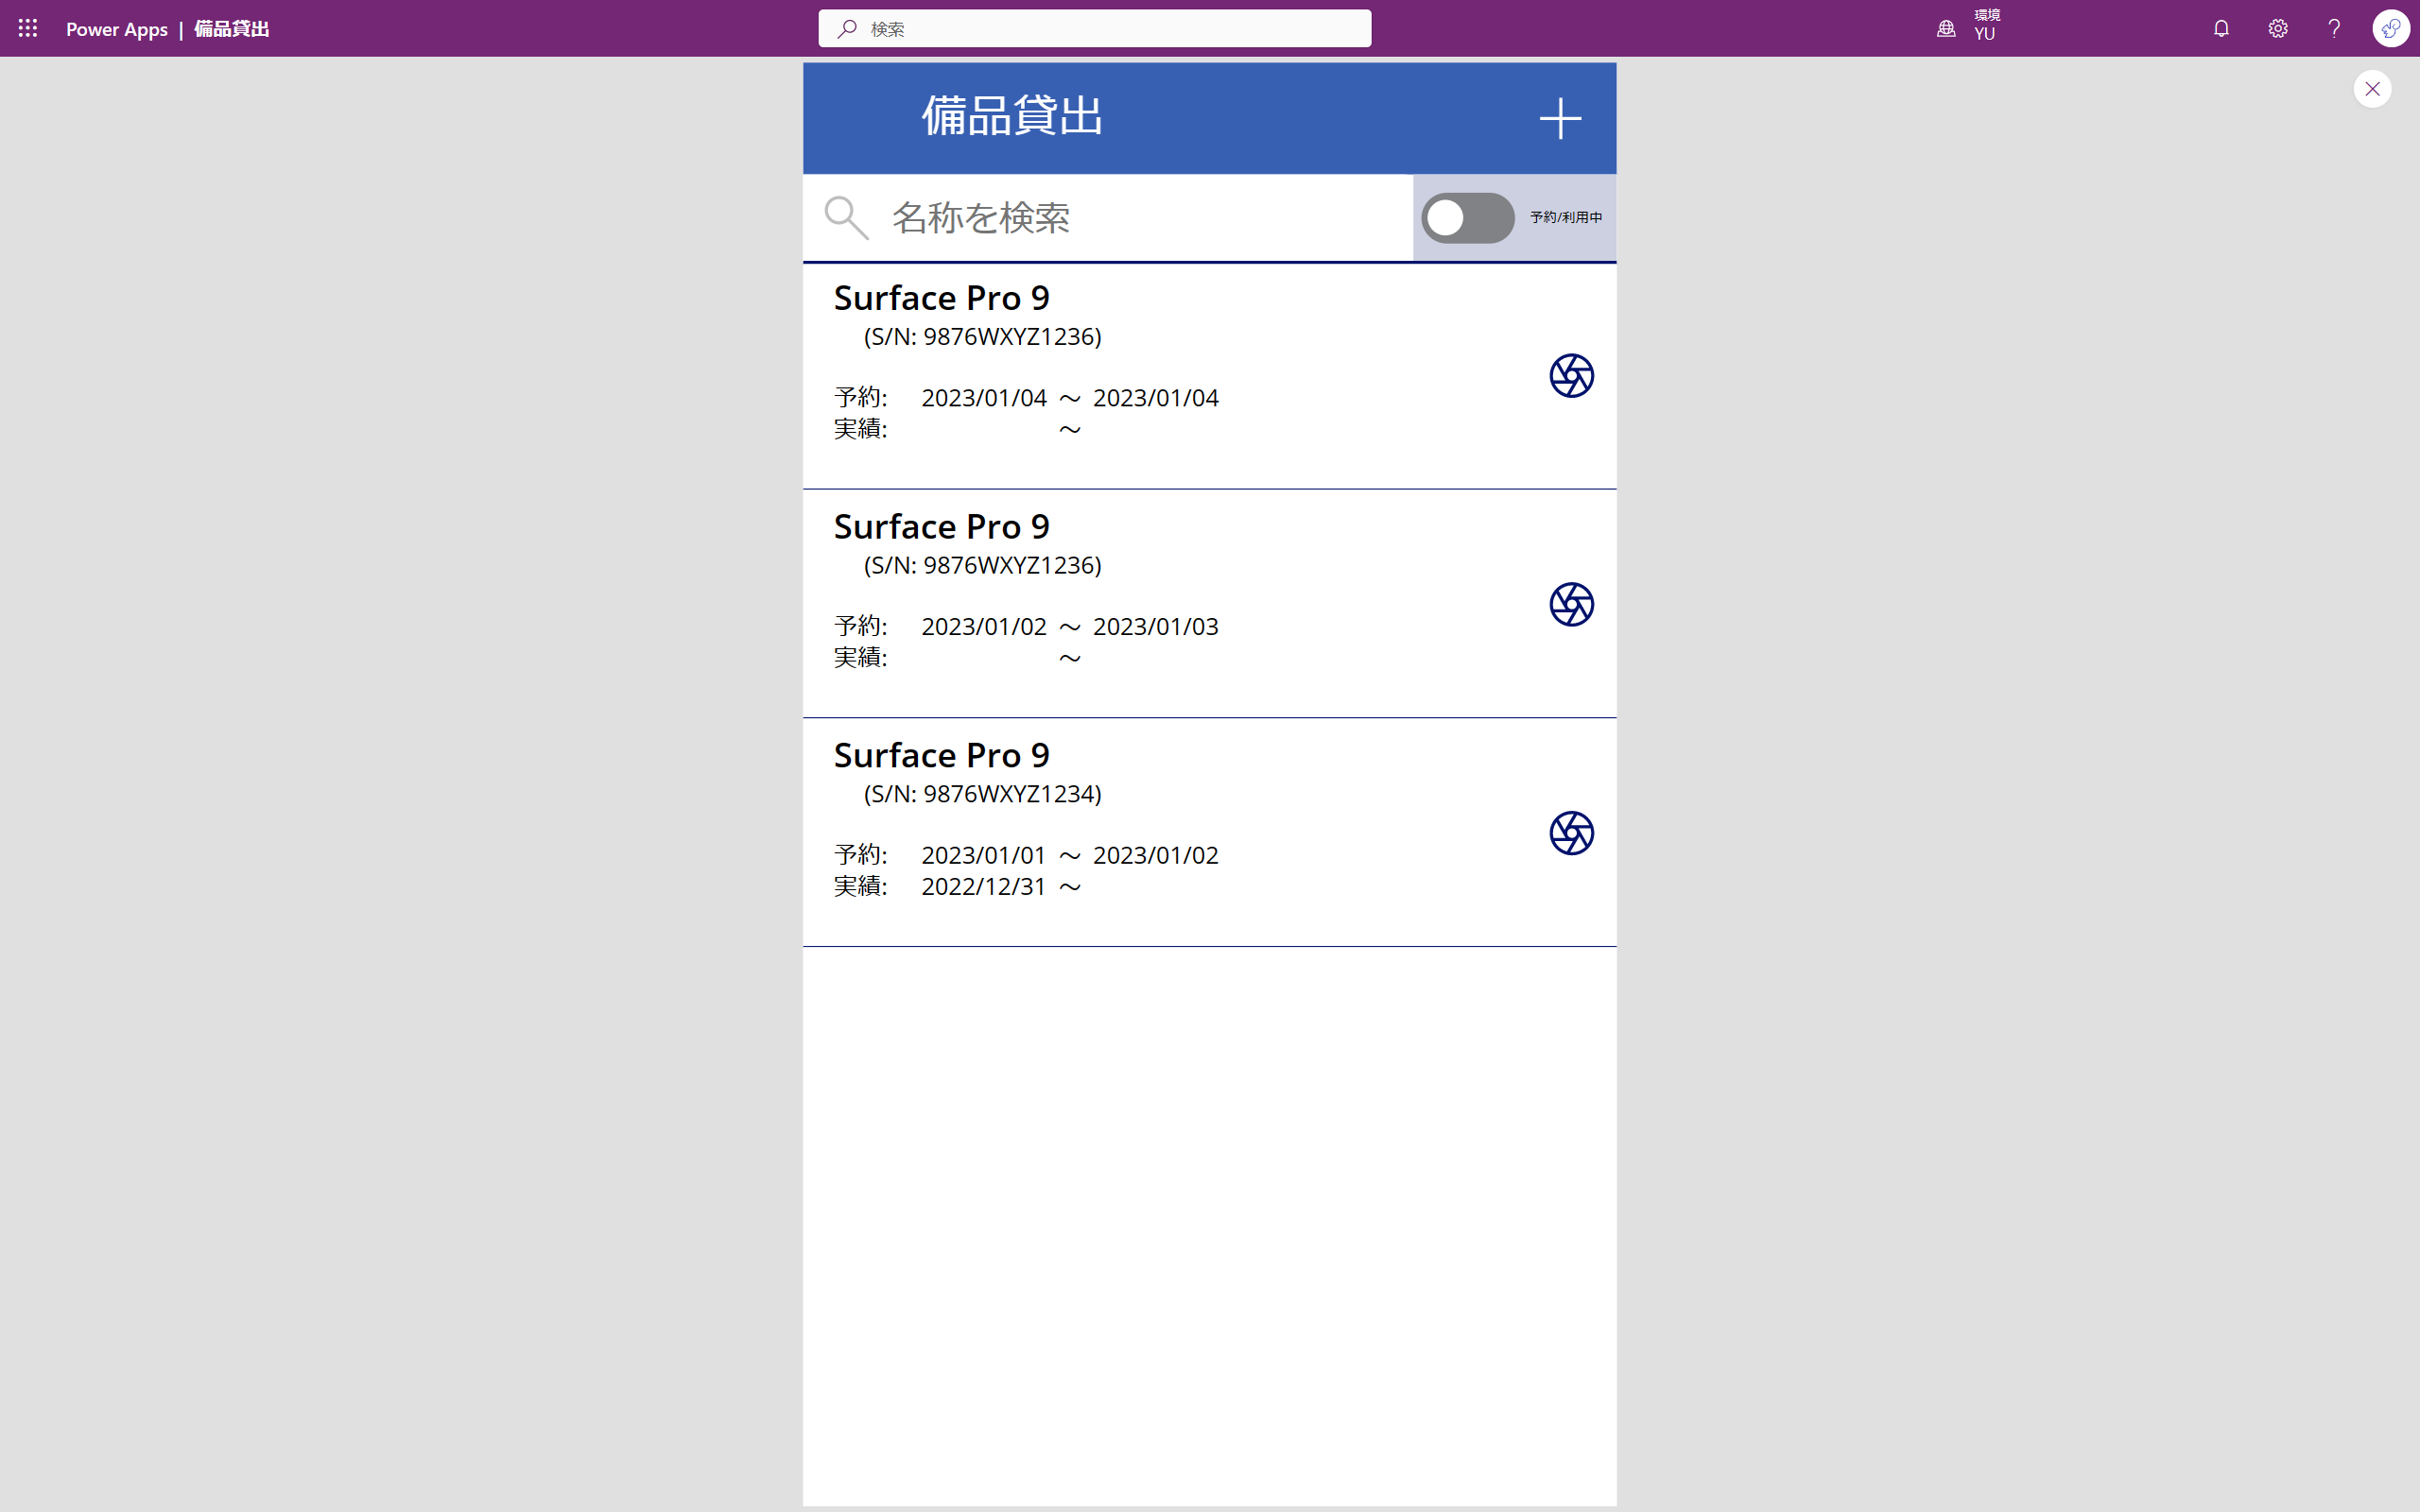 Power Apps | 備品貸出
検索
環境
YU
備品貸出
名称を検索
予約/利用中
Surface Pro 9
(S/N: 9876WXYZ1236)
予約: 2023/01/04 ～ 2023/01/04
実績: ～
Surface Pro 9
(S/N: 9876WXYZ1236)
予約: 2023/01/02 ～ 2023/01/03
実績: ～
Surface Pro 9
(S/N: 9876WXYZ1234)
予約: 2023/01/01 ～ 2023/01/02
実績: 2022/12/31 ～